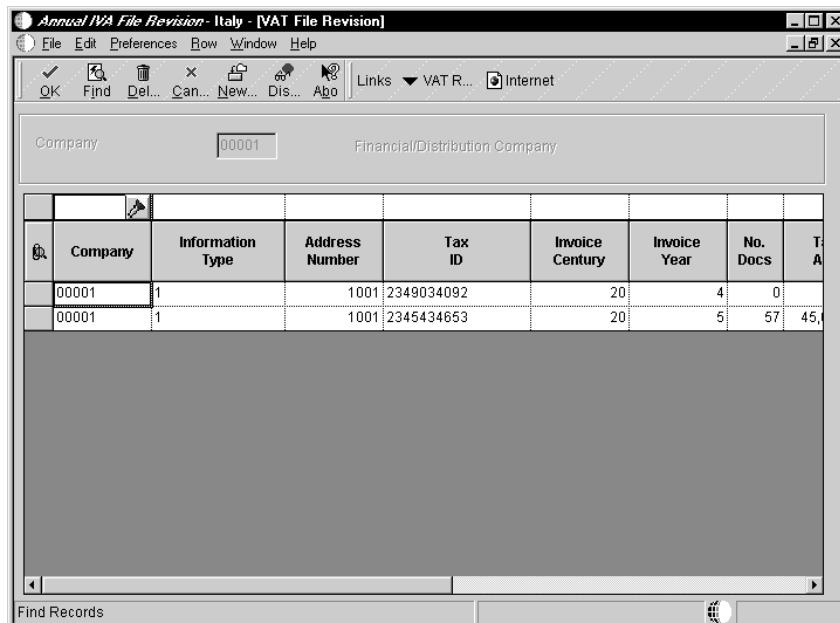 Annual IVA File Revision - Italy - [VAT File Revision]
File Edit Preferences Row Window Help
OK Find Del... Can... New... Dis... Abo Links VAT R... Internet
Company 00001 Financial/Distribution Company
Company Information Type Address Number Tax ID Invoice Century Invoice Year No. Docs
00001 1 1001 2349034092 20 4 0
00001 1 1001 2345434653 20 5 57 45,
Find Records